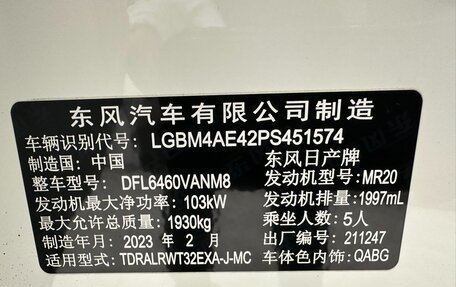 东风汽车有限公司制造
车辆识别代号: LGBM4AE42PS451574
制造国: 中国 东风日产牌
整车型号: DFL6460VANM8 发动机型号: MR20
发动机最大净功率: 103kW 发动机排量: 1997mL
最大允许总质量: 1930kg 乘坐人数: 5人
制造年月: 2023 年 2 月 出厂编号: 211247
适用型式: TDRALRWT32EXA-J-MC 车体色内饰: QABG